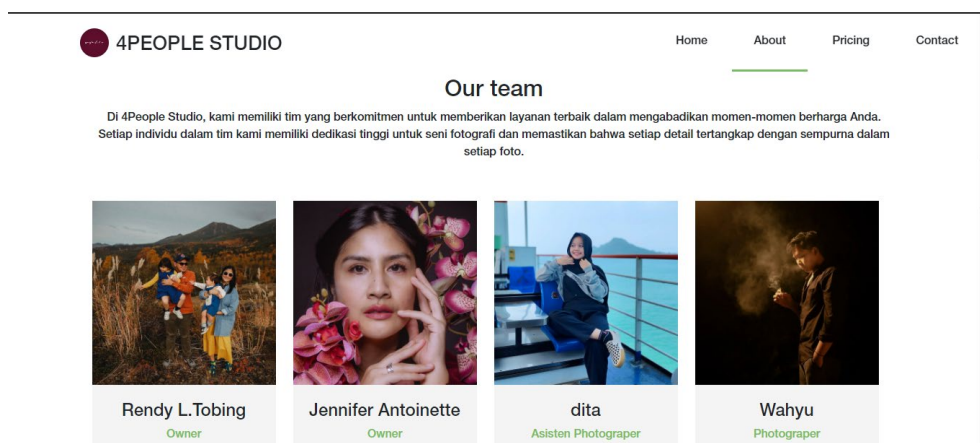 4PEOPLE STUDIO
Home About Pricing Contact
Our team
Di 4People Studio, kami memiliki tim yang berkomitmen untuk memberikan layanan terbaik dalam mengabadikan momen-momen berharga Anda.
Setiap individu dalam tim kami memiliki dedikasi tinggi untuk seni fotografi dan memastikan bahwa setiap detail tertangkap dengan sempurna dalam
setiap foto.
Rendy L.Tobing
Owner
Jennifer Antoinette
Owner
dita
Asisten Photograper
Wahyu
Photograper